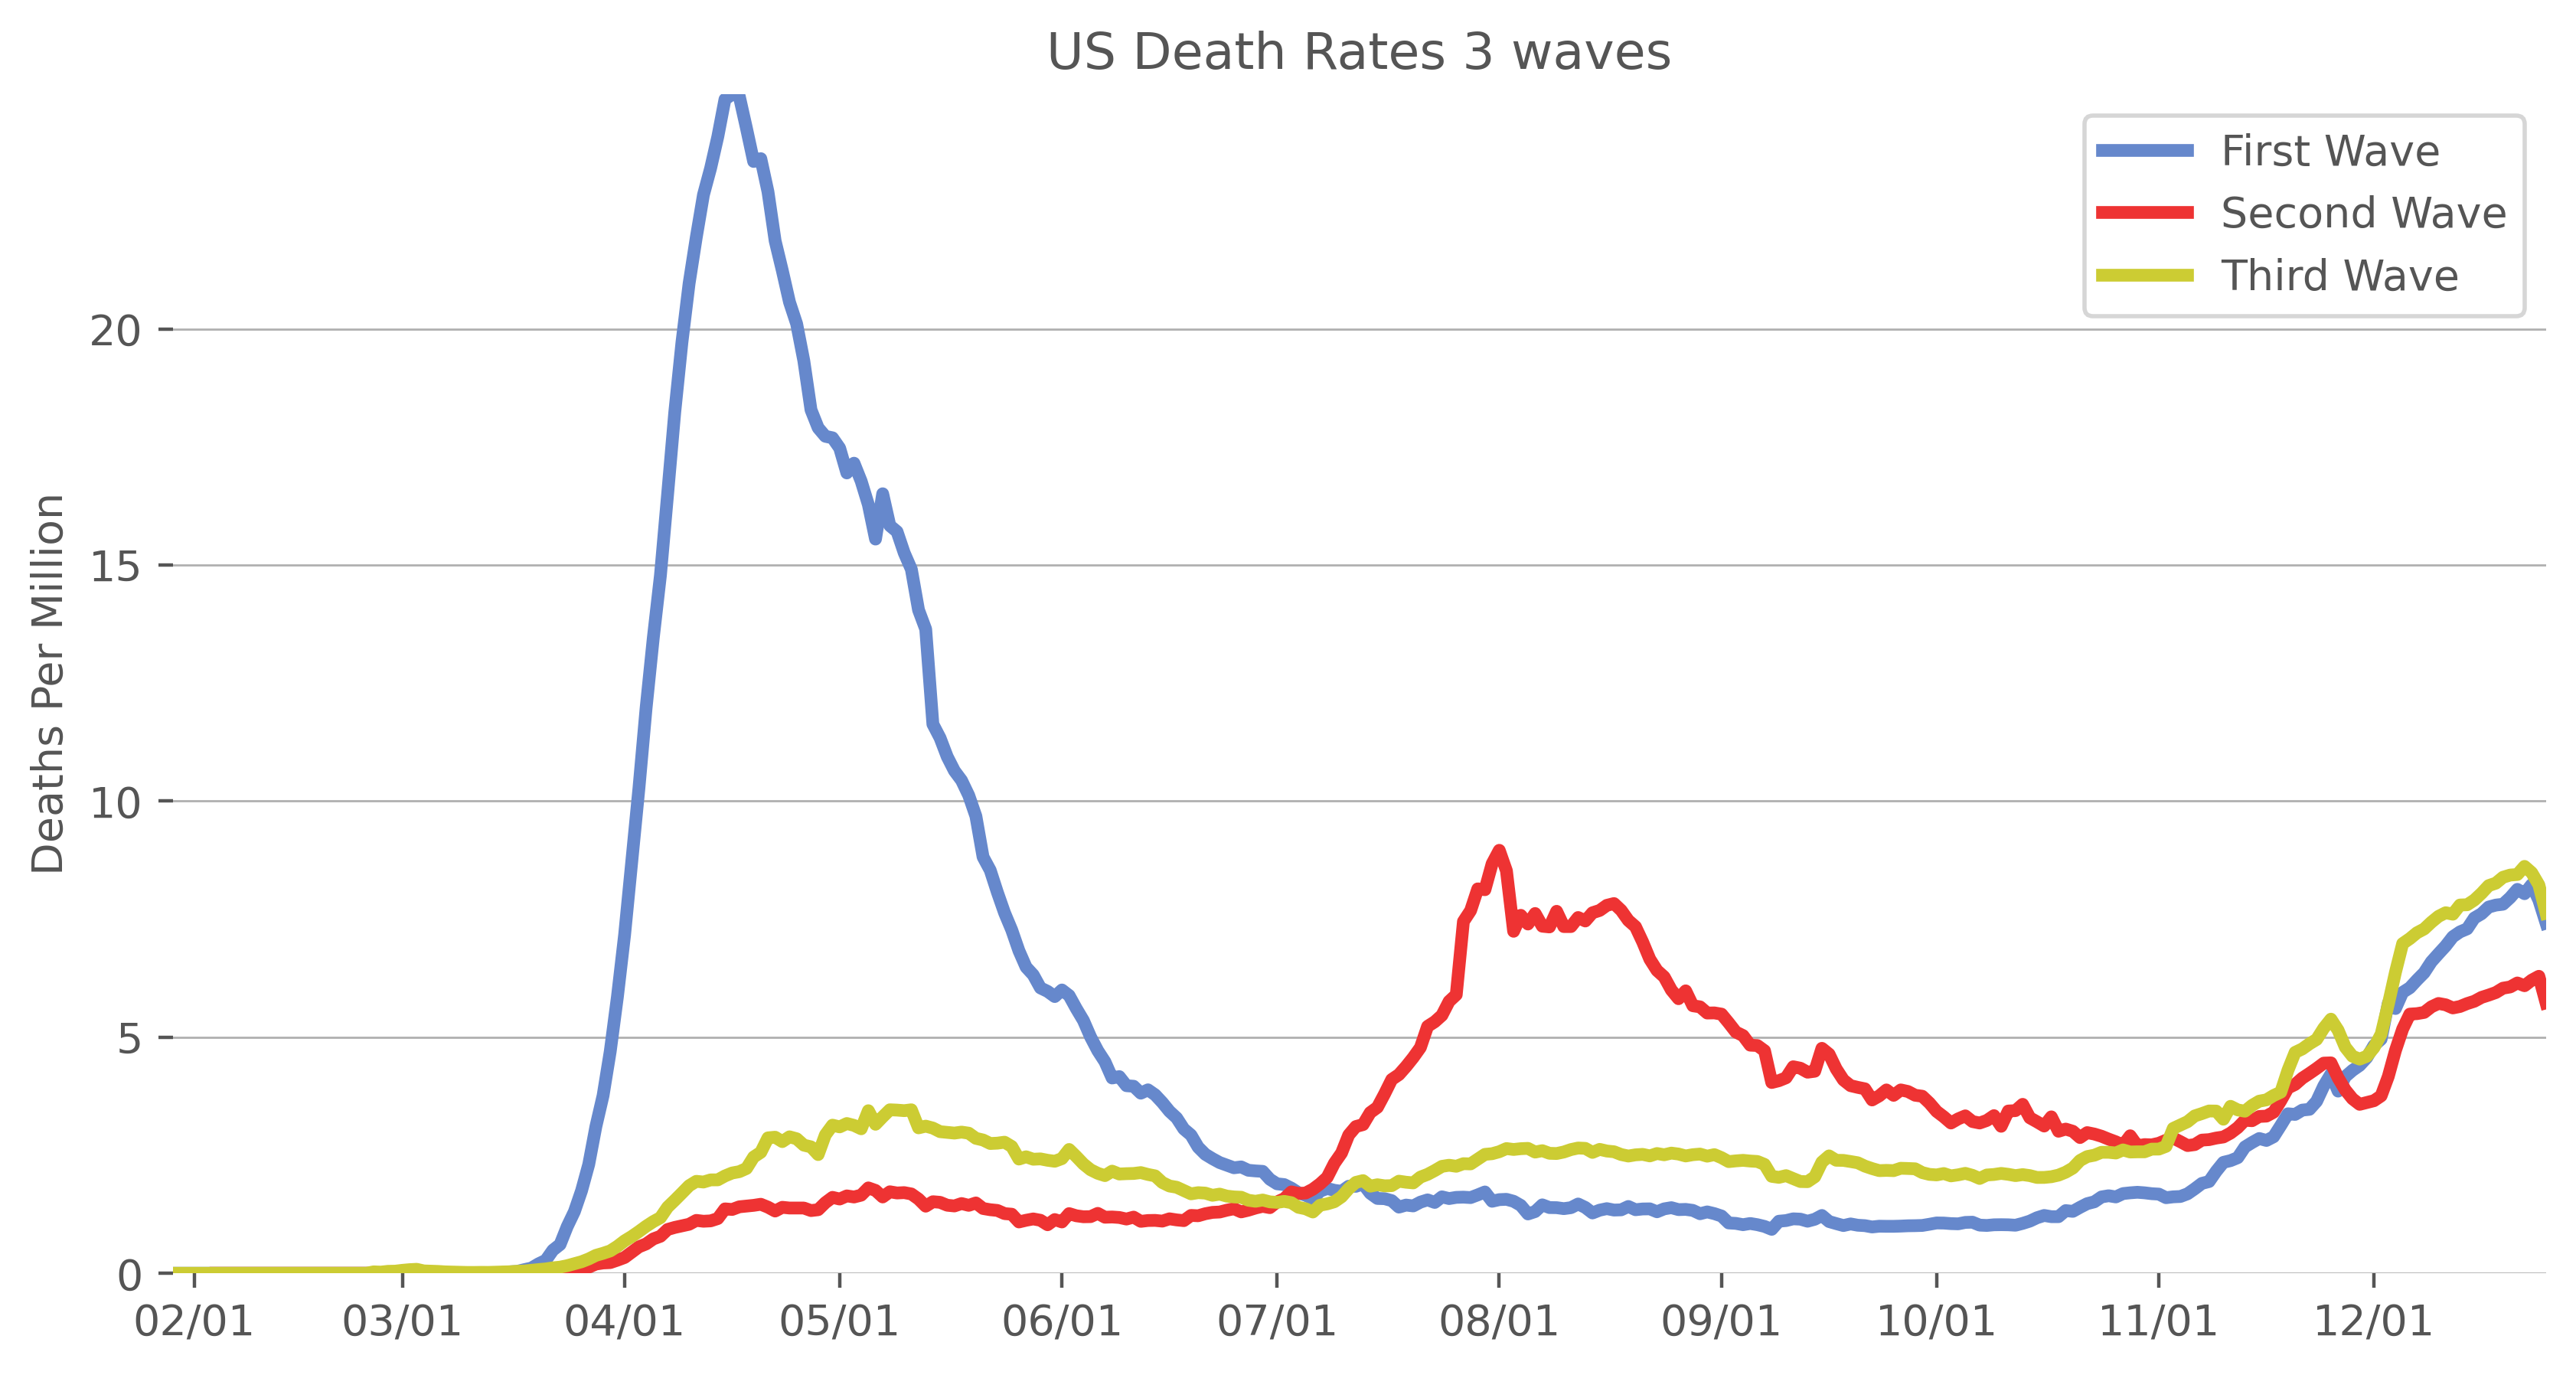 US Death Rates 3 waves
First Wave
Second Wave
Third Wave
Deaths Per Million
20
15
10
5
0
02/01 03/01 04/01 05/01 06/01 07/01 08/01 09/01 10/01 11/01 12/01